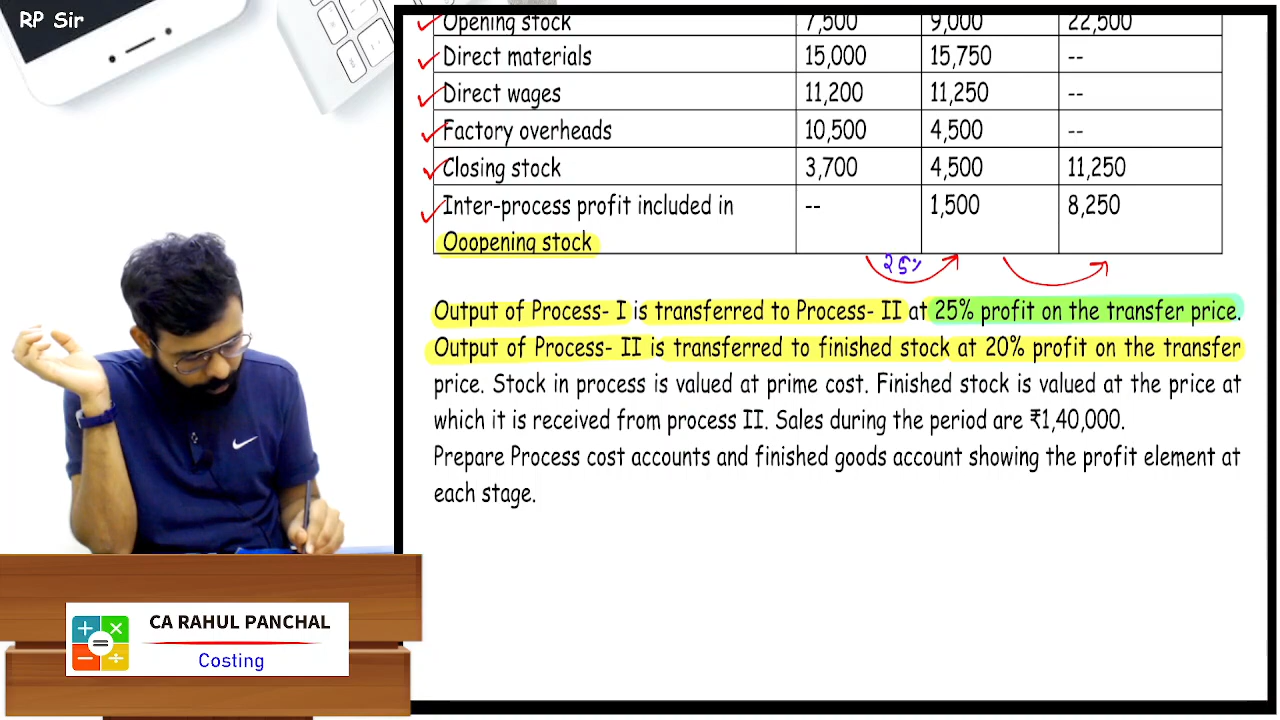 RP Sir
Opening stock 7,500 9,000 22,500
Direct materials 15,000 15,750 --
Direct wages 11,200 11,250 --
Factory overheads 10,500 4,500 --
Closing stock 3,700 4,500 11,250
Inter-process profit included in -- 1,500 8,250
Ooopening stock
25%
Output of Process- I is transferred to Process- II at 25% profit on the transfer price.
Output of Process- II is transferred to finished stock at 20% profit on the transfer
price. Stock in process is valued at prime cost. Finished stock is valued at the price at
which it is received from process II. Sales during the period are ₹1,40,000.
Prepare Process cost accounts and finished goods account showing the profit element at
each stage.
CA RAHUL PANCHAL
Costing